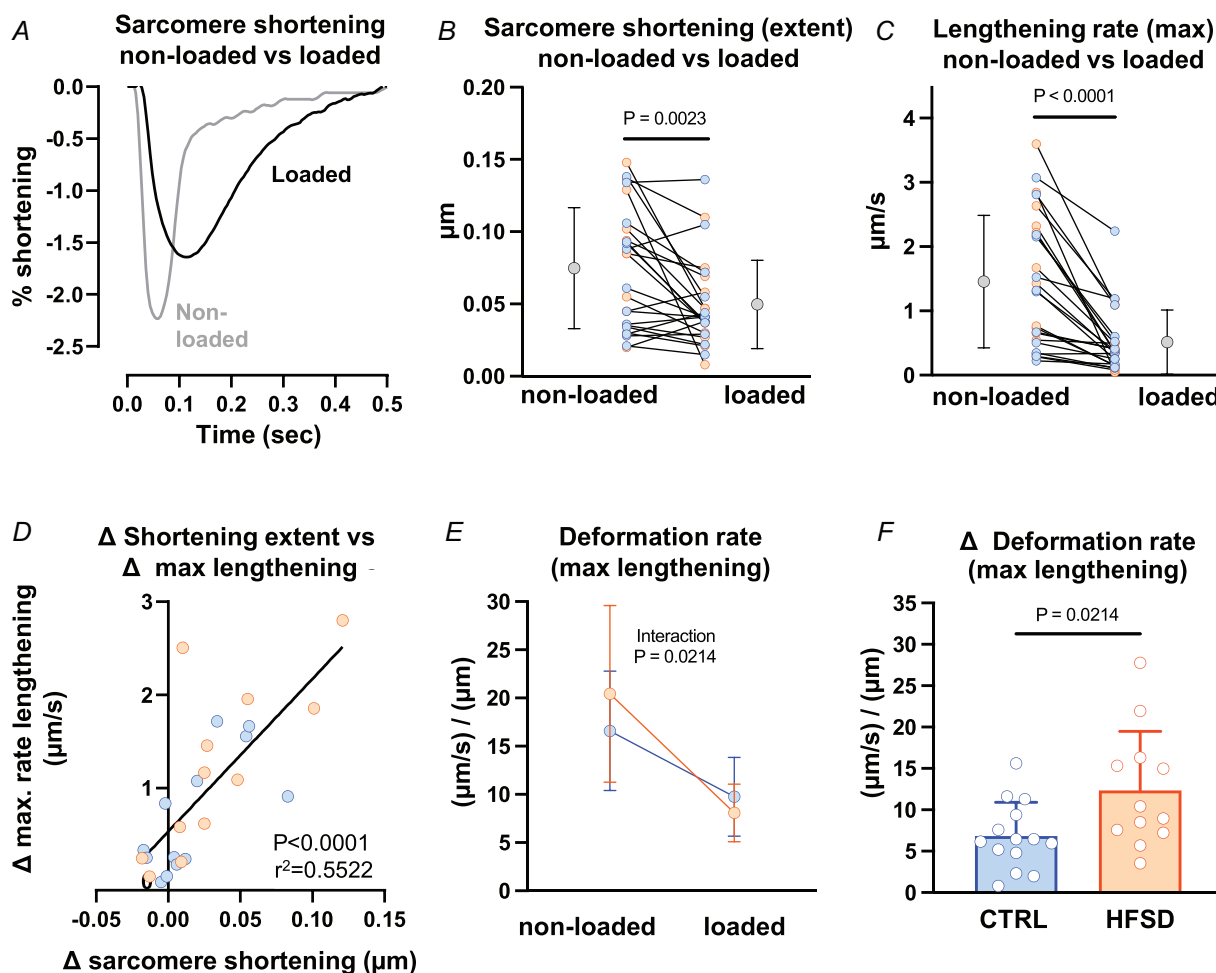 A
Sarcomere shortening
non-loaded vs loaded
0.0
-0.5
-1.0
-1.5
-2.0
-2.5
% shortening
Loaded
Non-
loaded
0.0 0.1 0.2 0.3 0.4 0.5
Time (sec)
B
Sarcomere shortening (extent)
non-loaded vs loaded
0.20
0.15
0.10
0.05
0.00
µm
P = 0.0023
non-loaded loaded
C
Lengthening rate (max)
non-loaded vs loaded
4
3
2
1
0
µm/s
P < 0.0001
non-loaded loaded
D
Δ Shortening extent vs
Δ max lengthening
3
2
1
0
Δ max. rate lengthening
(µm/s)
P<0.0001
r²=0.5522
-0.05 0.00 0.05 0.10 0.15
Δ sarcomere shortening (µm)
E
Deformation rate
(max lengthening)
30
25
20
15
10
5
0
(µm/s) / (µm)
Interaction
P = 0.0214
non-loaded loaded
F
Δ Deformation rate
(max lengthening)
35
30
25
20
15
10
5
0
(µm/s) / (µm)
P = 0.0214
CTRL HFSD